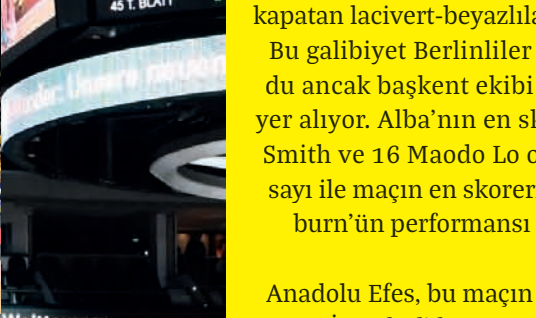 45 T. BLATT
kapatan lacivert-beyazlıla
Bu galibiyet Berlinliler
du ancak başkent ekibi
yer alıyor. Alba’nın en sk
Smith ve 16 Maodo Lo o
sayı ile maçın en skorer
burn’ün performansı
Anadolu Efes, bu maçın